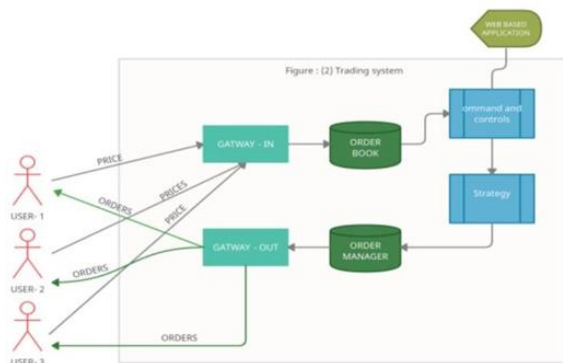 WEB BASED
APPLICATION
Figure : (2) Trading system
ommand and
controls
GATWAY - IN
ORDER
BOOK
PRICE
PRICES
ORDERS
PRICE
USER- 1
Strategy
GATWAY - OUT
ORDER
MANAGER
ORDERS
USER- 2
ORDERS
USER- 3